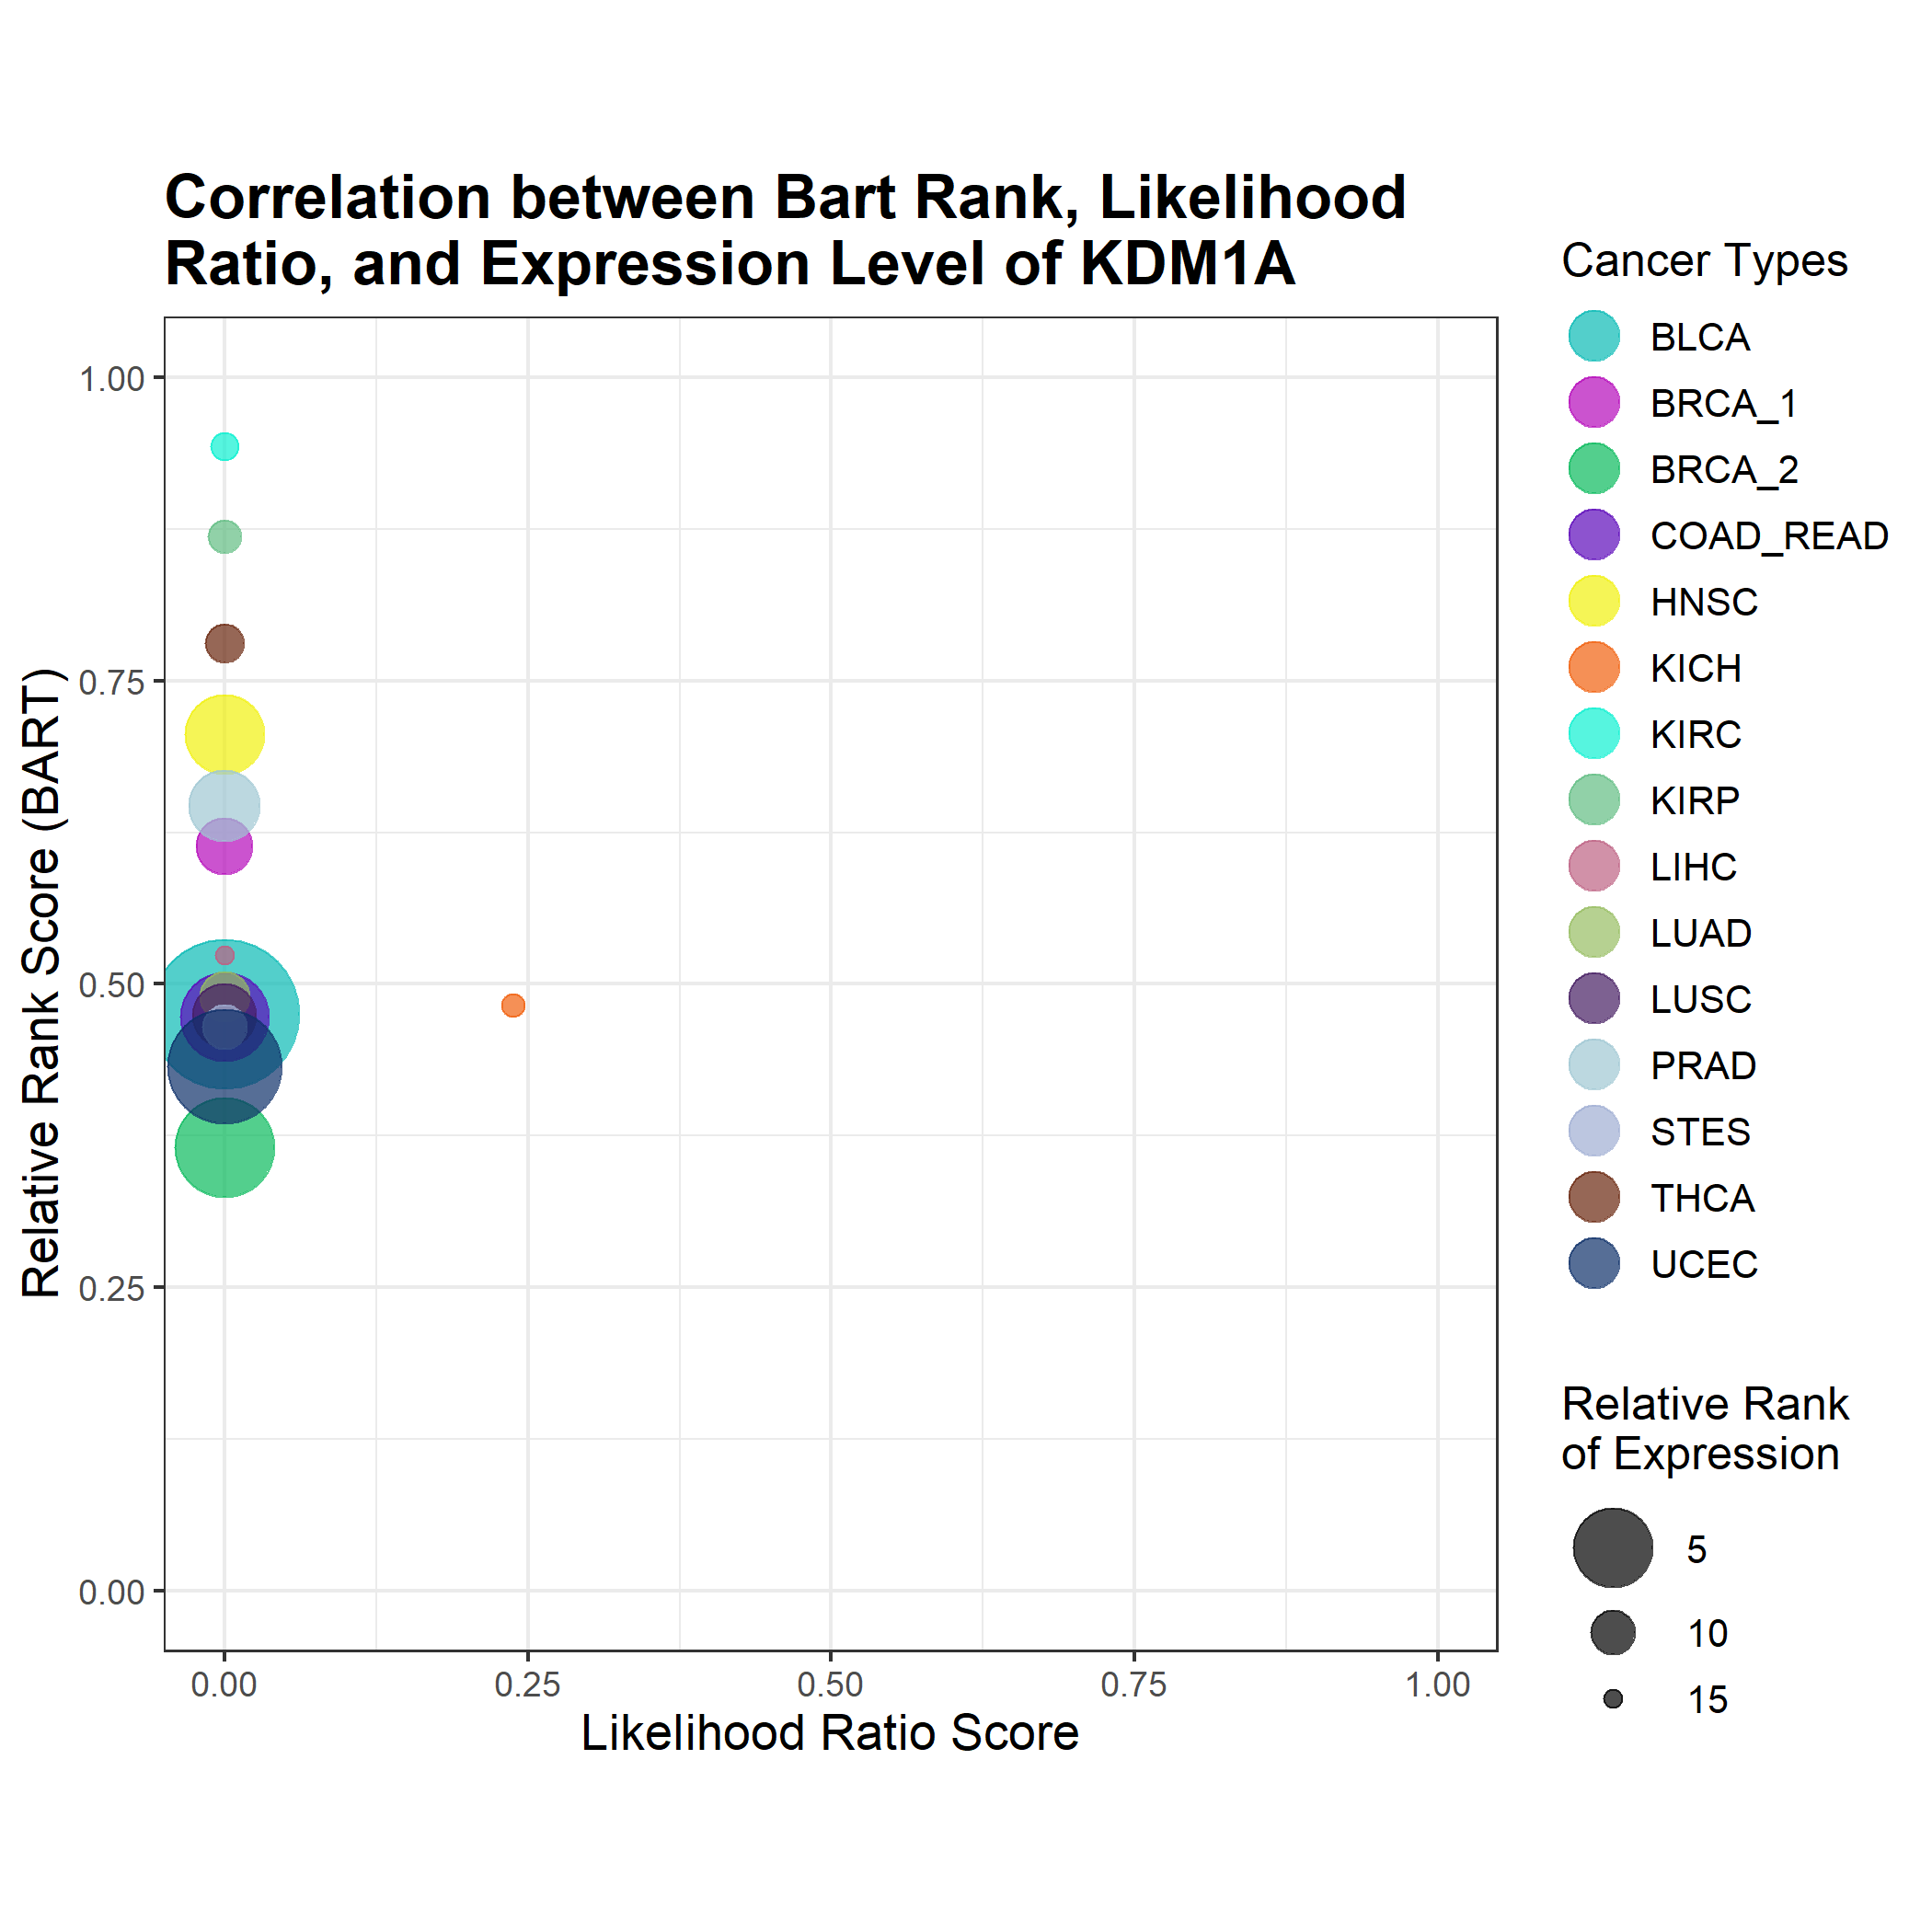 Correlation between Bart Rank, Likelihood
Ratio, and Expression Level of KDM1A
Relative Rank Score (BART)
1.00
0.75
0.50
0.25
0.00
0.00
0.25
0.50
0.75
1.00
Likelihood Ratio Score
Cancer Types
BLCA
BRCA_1
BRCA_2
COAD_READ
HNSC
KICH
KIRC
KIRP
LIHC
LUAD
LUSC
PRAD
STES
THCA
UCEC
Relative Rank
of Expression
5
10
15